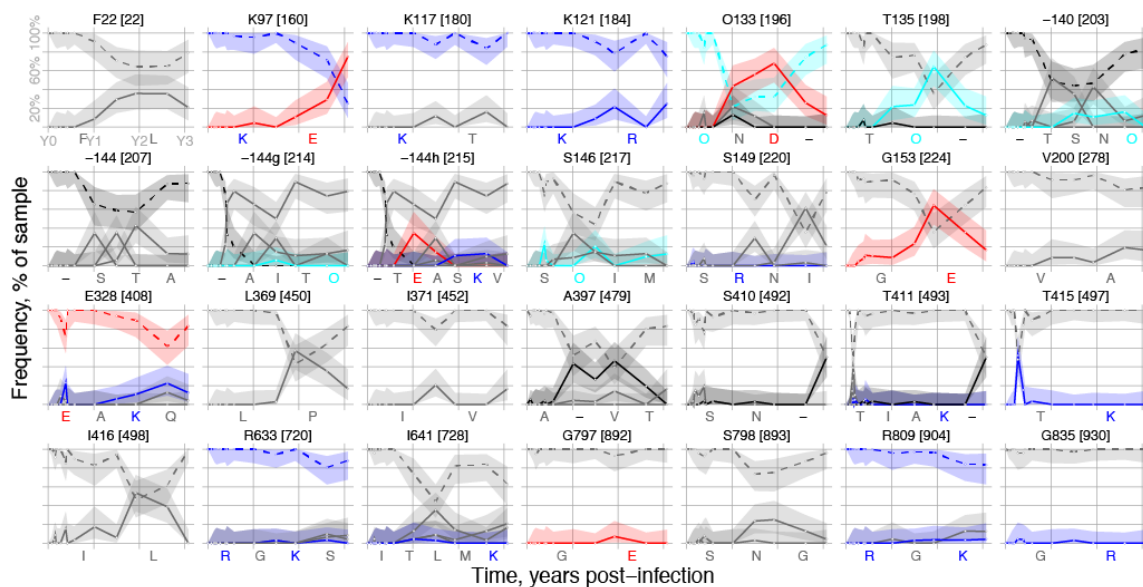 F22 [22] K97 [160] K117 [180] K121 [184] O133 [196] T135 [198] −140 [203]
100%
60%
20%
Y0 Y1 Y2 Y3
F L K E K T K R O N D − T O − − T S N O
−144 [207] −144g [214] −144h [215] S146 [217] S149 [220] G153 [224] V200 [278]
− S T A − A I T O − T E A S K V S O I M S R N I G E V A
E328 [408] L369 [450] I371 [452] A397 [479] S410 [492] T411 [493] T415 [497]
E A K Q L P I V A − V T S N − T I A K − T K
I416 [498] R633 [720] I641 [728] G797 [892] S798 [893] R809 [904] G835 [930]
I L R G K S I T L M K G E S N G R G K G R
Frequency, % of sample
Time, years post−infection